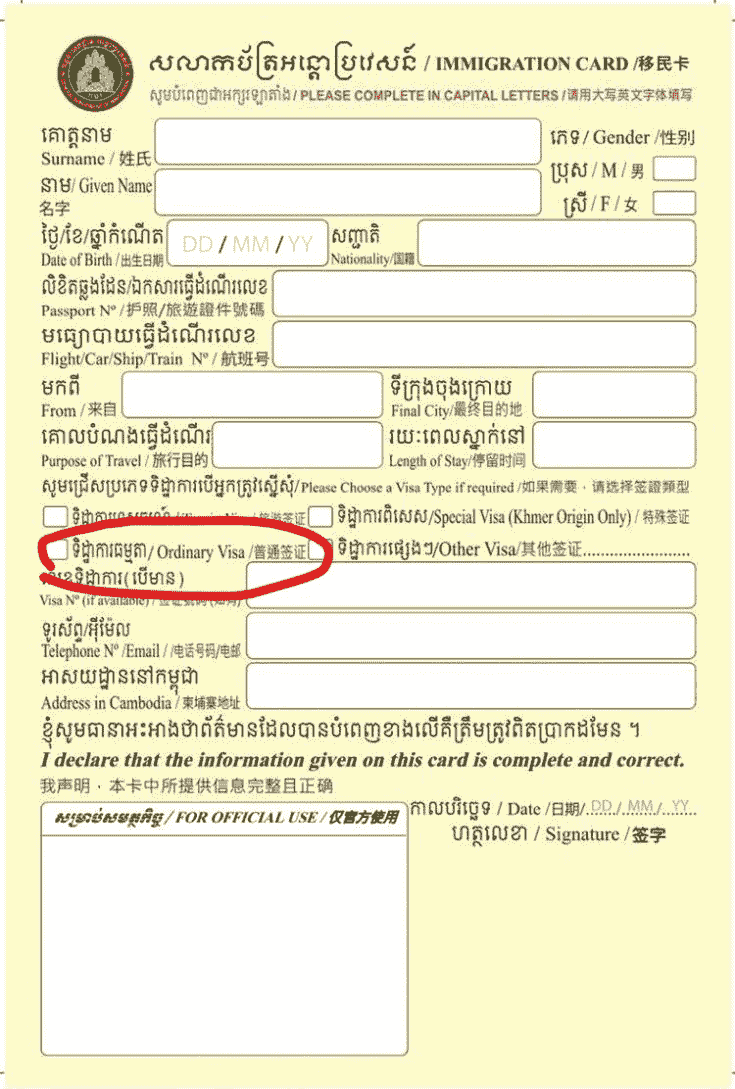 សលាកប័ត្រអន្តោប្រវេសន៍ / IMMIGRATION CARD /移民卡
សូមបំពេញជាអក្សរឡាតាំង/ PLEASE COMPLETE IN CAPITAL LETTERS /请用大写英文字体填写
គោត្តនាម
Surname / 姓氏
នាម/ Given Name
名字
ភេទ / Gender /性别
ប្រុស / M / 男
ស្រី / F / 女
ថ្ងៃ/ខែ/ឆ្នាំកំណើត
Date of Birth /出生日期
DD / MM / YY
សញ្ជាតិ
Nationality/国籍
លិខិតឆ្លងដែន/ឯកសារធ្វើដំណើរលេខ
Passport Nº / 护照/旅遊證件號碼
មធ្យោបាយធ្វើដំណើរលេខ
Flight/Car/Ship/Train Nº / 航班号
មកពី
From / 来自
ទីក្រុងចុងក្រោយ
Final City/最终目的地
គោលបំណងធ្វើដំណើរ
Purpose of Travel / 旅行目的
រយៈពេលស្នាក់នៅ
Length of Stay/停留时间
សូមជ្រើសប្រភេទទិដ្ឋាការបើអ្នកត្រូវស្នើសុំ/Please Choose a Visa Type if required /如果需要，请选择签證類型
ទិដ្ឋាការពិសេស/Special Visa (Khmer Origin Only) / 特殊签证
ទិដ្ឋាការធម្មតា/ Ordinary Visa /普通签证
ទិដ្ឋាការផ្សេងៗ/Other Visa/其他签证........................
លេខទិដ្ឋាការ ( បើមាន )
Visa Nº (if available) /
ទូរស័ព្ទ/អ៊ីម៉ែល
Telephone Nº /Email / /电话号码/电邮
អាសយដ្ឋាននៅកម្ពុជា
Address in Cambodia / 柬埔寨地址
ខ្ញុំសូមធានាអះអាងថាព័ត៌មានដែលបានបំពេញខាងលើគឺត្រឹមត្រូវពិតប្រាកដមែន ។
I declare that the information given on this card is complete and correct.
我声明，本卡中所提供信息完整且正确
សម្រាប់សមត្ថកិច្ច / FOR OFFICIAL USE / 仅官方使用
កាលបរិច្ឆេទ / Date /日期/..DD../..MM../...YY..
ហត្ថលេខា / Signature /签字